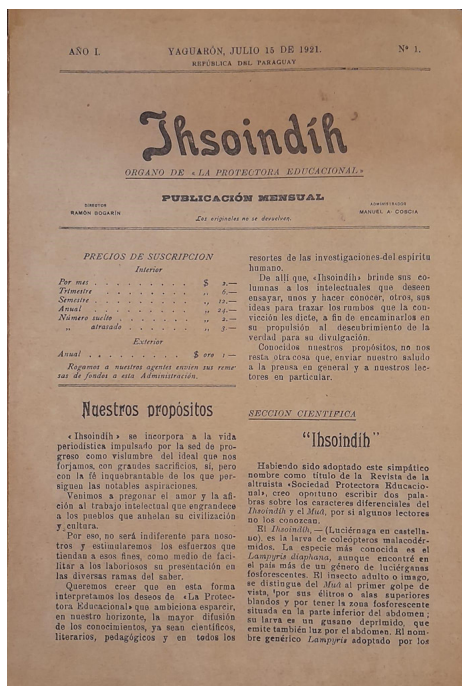 AÑO I.
YAGUARÓN, JULIO 15 DE 1921.
Nº 1.
REPÚBLICA DEL PARAGUAY
Ihsoindíh
ORGANO DE «LA PROTECTORA EDUCACIONAL»
PUBLICACIÓN MENSUAL
DIRECTOR
RAMÓN BOGARÍN
Los originales no se devuelven.
ADMINISTRADOR
MANUEL A. COSCIA
PRECIOS DE SUSCRIPCION
Interior
Por mes . . . . . . . . . $ 2.—
Trimestre . . . . . . . . ,, 6.—
Semestre . . . . . . . . ,, 12.—
Anual . . . . . . . . . ,, 24.—
Número suelto . . . . . . . ,, 2.—
,, atrasado . . . . . . ,, 3 —
Exterior
Anual . . . . . . . . . $ oro 1 —
Rogamos a nuestros agentes envien sus reme
sas de fondos a esta Administración.
Nuestros propósitos
«Ihsoindíh» se incorpora a la vida
periodística impulsado por la sed de pro-
greso como vislumbre del ideal que nos
forjamos, con grandes sacrificios, sí, pero
con la fé inquebrantable de los que per-
siguen las notables aspiraciones.
Venimos a pregonar el amor y la afi-
ción al trabajo intelectual que engrandece
a los pueblos que anhelan su civilización
y cultura.
Por eso, no será indiferente para noso-
tros y estimularemos los esfuerzos que
tiendan a esos fines, como medio de faci-
litar a los laboriosos su presentación en
las diversas ramas del saber.
Queremos creer que en esta forma
interpretamos los deseos de «La Protec-
tora Educacional» que ambiciona esparcir,
en nuestro horizonte, la mayor difusión
de los conocimientos, ya sean científicos,
literarios, pedagógicos y en todos los
resortes de las investigaciones del espíritu
humano.
De allí que, «Ihsoindíh» brinde sus co-
lumnas a los intelectuales que deseen
ensayar, unos y hacer conocer, otros, sus
ideas para trazar los rumbos que la con-
vicción les dicte, a fin de encaminarlos en
su propulsión al descubrimiento de la
verdad para su divulgación.
Conocidos nuestros propósitos, no nos
resta otra cosa que, enviar nuestro saludo
a la prensa en general y a nuestros lec-
tores en particular.
SECCIÓN CIENTÍFICA
"Ihsoindíh"
Habiendo sido adoptado este simpático
nombre como título de la Revista de la
altruista «Sociedad Protectora Educacio-
nal», creo oportuno escribir dos pala-
bras sobre los caracteres diferenciales del
Ihsoindíh y el Mud, por si algunos lectores
no los conozcan.
El Ihsoindíh,—(Luciérnaga en castella-
no), es la larva de coleópteros malacodér-
midos. La especie más conocida es el
Lampyris diaphana, aunque encontré en
el país más de un género de luciérganas
fosforescentes. El insecto adulto o imago,
se distingue del Mud al primer golpe de
vista, por sus élitros o alas superiores
blandos y por tener la zona fosforescente
situada en la parte inferior del abdomen;
su larva es un gusano deprimido, que
emite también luz por el abdomen. El nom-
bre genérico Lampyris adoptado por los